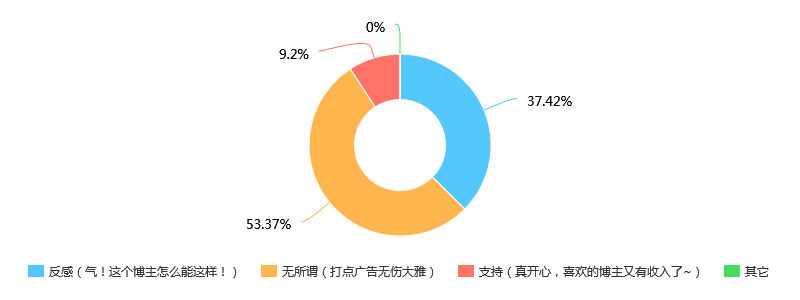 0%
9.2%
37.42%
53.37%
反感（气！这个博主怎么能这样！）
无所谓（打点广告无伤大雅）
支持（真开心，喜欢的博主又有收入了~）
其它